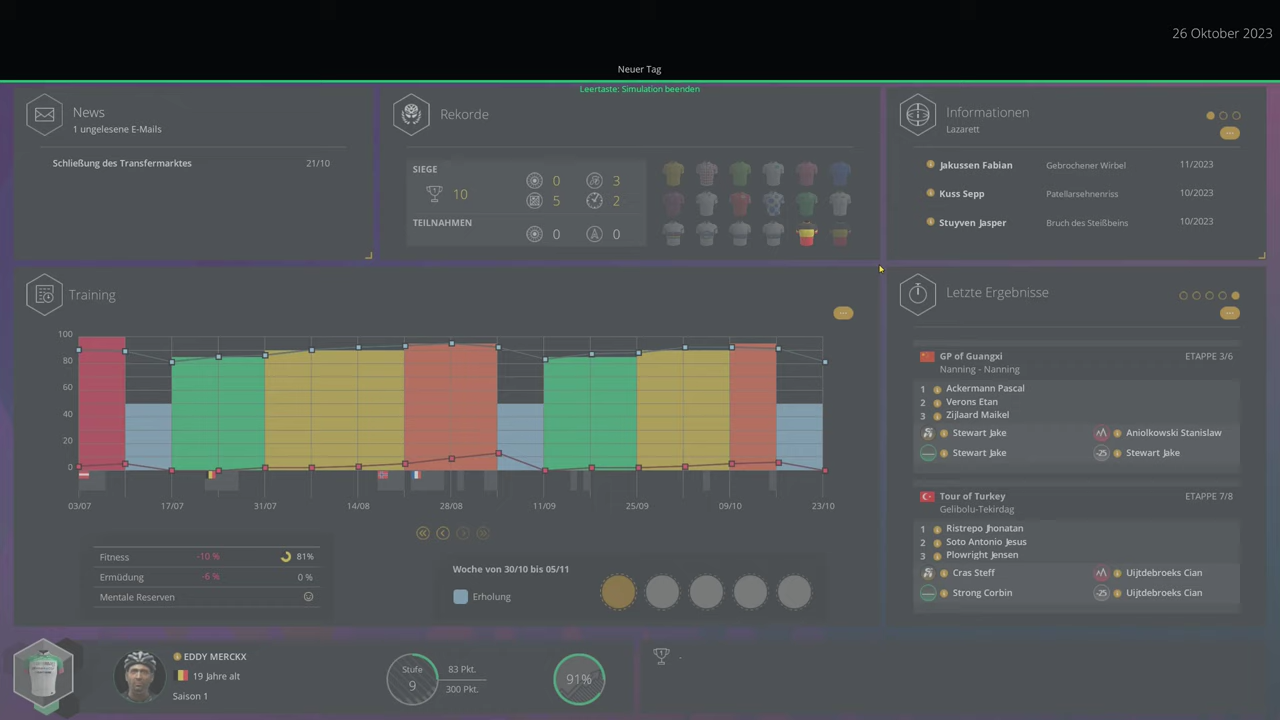 26 Oktober 2023
Neuer Tag
Leertaste: Simulation beenden
News
1 ungelesene E-Mails
Schließung des Transfermarktes 21/10
Rekorde
SIEGE
10
0 3
5 2
TEILNAHMEN
0 0
Informationen
Lazarett
Jakussen Fabian Gebrochener Wirbel 11/2023
Kuss Sepp Patellarsehnenriss 10/2023
Stuyven Jasper Bruch des Steißbeins 10/2023
Training
100
80
60
40
20
0
03/07 17/07 31/07 14/08 28/08 11/09 25/09 09/10 23/10
Fitness -10 % 81%
Ermüdung -6 % 0 %
Mentale Reserven
Woche von 30/10 bis 05/11
Erholung
Letzte Ergebnisse
GP of Guangxi ETAPPE 3/6
Nanning - Nanning
1 Ackermann Pascal
2 Verons Etan
3 Zijlaard Maikel
Stewart Jake Aniolkowski Stanislaw
Stewart Jake -25 Stewart Jake
Tour of Turkey ETAPPE 7/8
Gelibolu-Tekirdag
1 Ristrepo Jhonatan
2 Soto Antonio Jesus
3 Plowright Jensen
Cras Steff Uijtdebroeks Cian
Strong Corbin -25 Uijtdebroeks Cian
EDDY MERCKX
19 Jahre alt
Saison 1
Stufe
9
83 Pkt.
300 Pkt.
91%